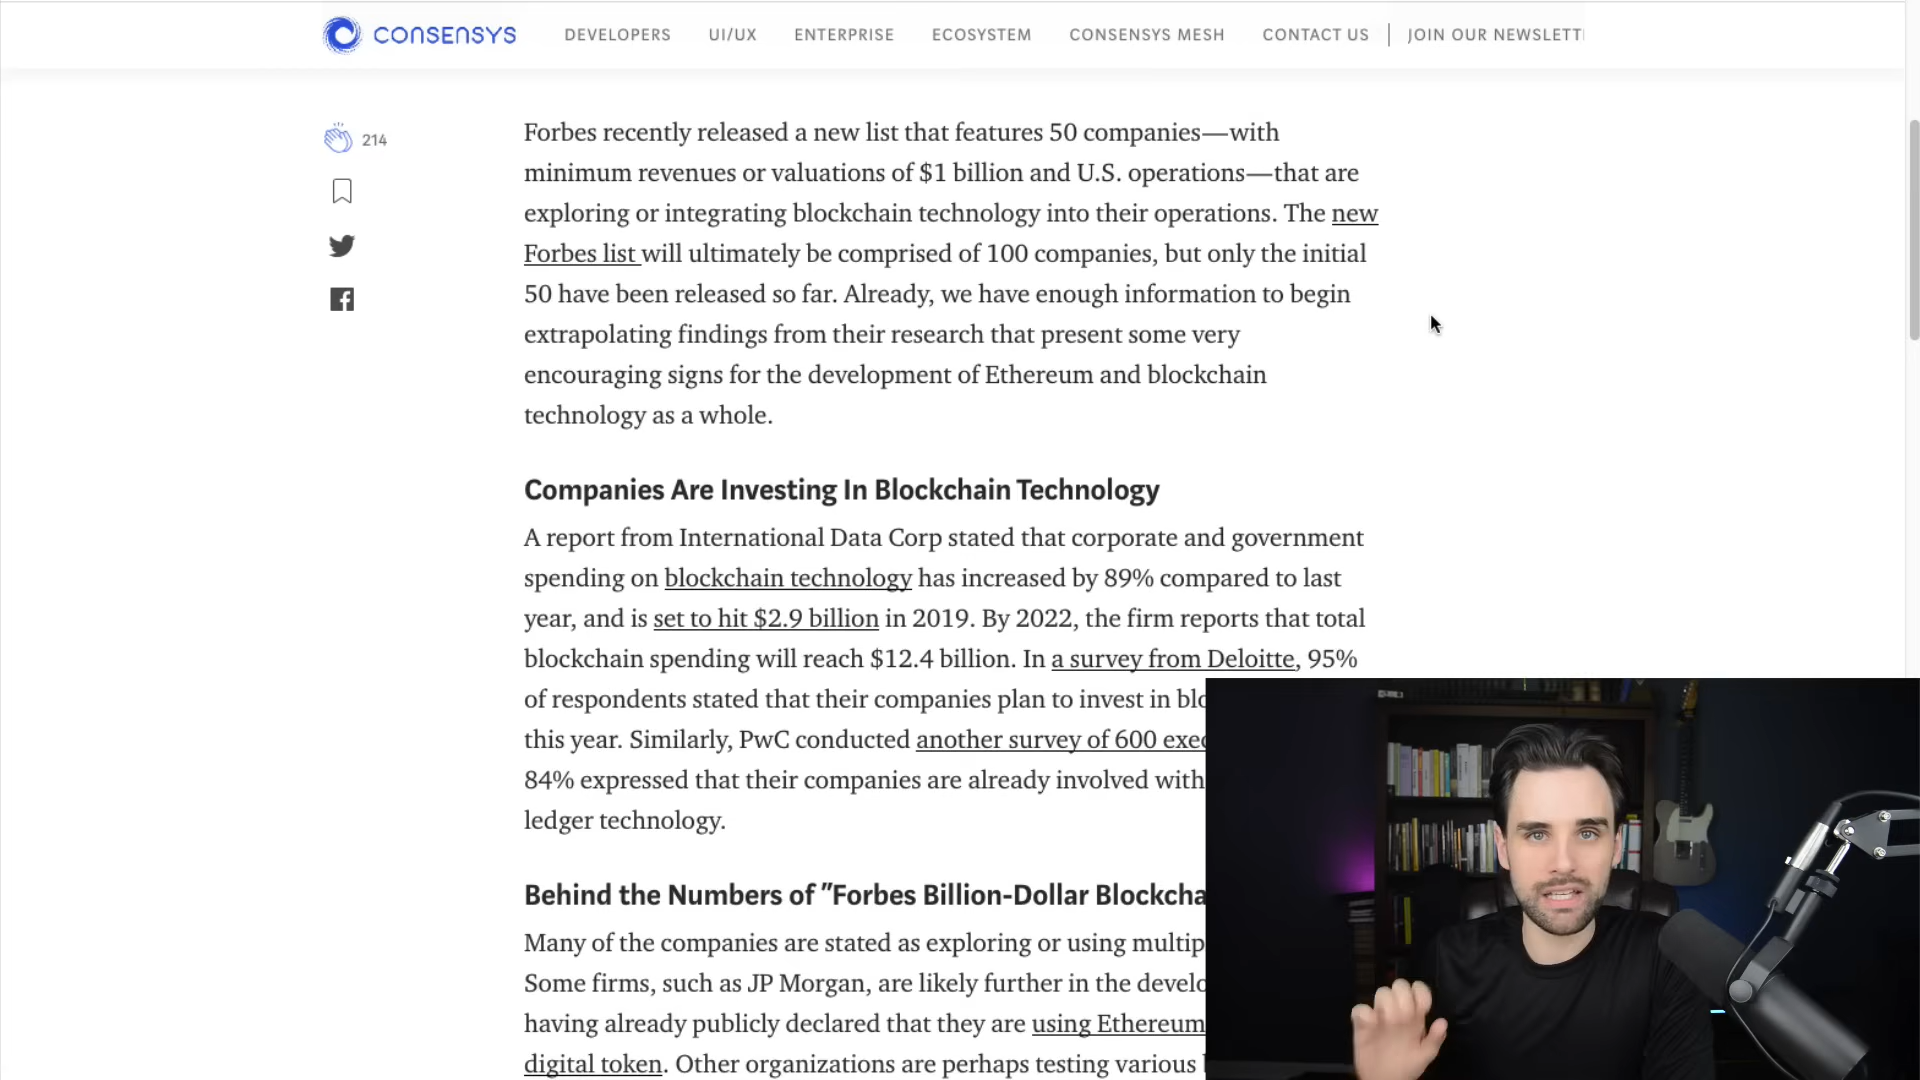 CONSENSYS DEVELOPERS UI/UX ENTERPRISE ECOSYSTEM CONSENSYS MESH CONTACT US JOIN OUR NEWSLETT
214
Forbes recently released a new list that features 50 companies—with
minimum revenues or valuations of $1 billion and U.S. operations—that are
exploring or integrating blockchain technology into their operations. The new
Forbes list will ultimately be comprised of 100 companies, but only the initial
50 have been released so far. Already, we have enough information to begin
extrapolating findings from their research that present some very
encouraging signs for the development of Ethereum and blockchain
technology as a whole.
Companies Are Investing In Blockchain Technology
A report from International Data Corp stated that corporate and government
spending on blockchain technology has increased by 89% compared to last
year, and is set to hit $2.9 billion in 2019. By 2022, the firm reports that total
blockchain spending will reach $12.4 billion. In a survey from Deloitte, 95%
of respondents stated that their companies plan to invest in blo
this year. Similarly, PwC conducted another survey of 600 exec
84% expressed that their companies are already involved with
ledger technology.
Behind the Numbers of "Forbes Billion-Dollar Blockcha
Many of the companies are stated as exploring or using multip
Some firms, such as JP Morgan, are likely further in the develo
having already publicly declared that they are using Ethereum
digital token. Other organizations are perhaps testing various